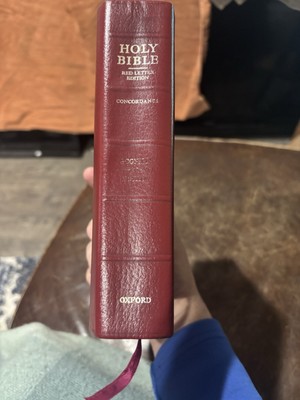 HOLY
BIBLE
RED LETTER
EDITION
CONCORDANCE
OXFORD